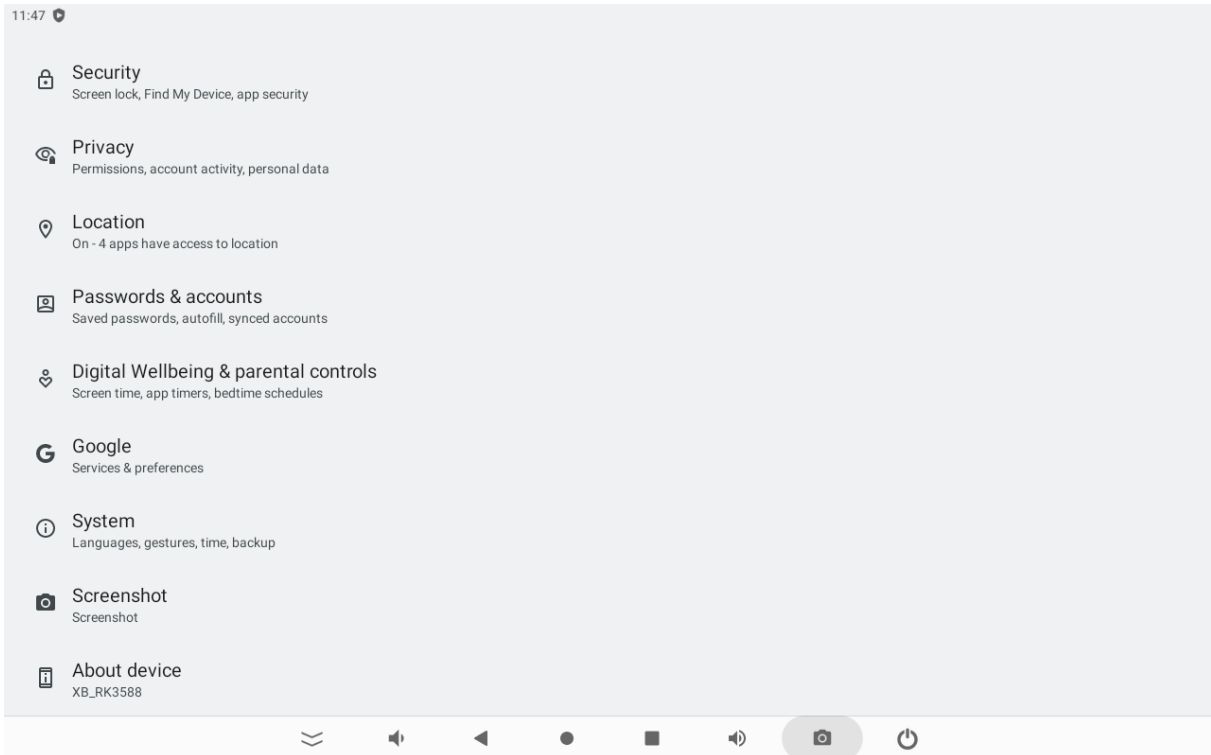 11:47
Security
Screen lock, Find My Device, app security
Privacy
Permissions, account activity, personal data
Location
On - 4 apps have access to location
Passwords & accounts
Saved passwords, autofill, synced accounts
Digital Wellbeing & parental controls
Screen time, app timers, bedtime schedules
Google
Services & preferences
System
Languages, gestures, time, backup
Screenshot
Screenshot
About device
XB_RK3588